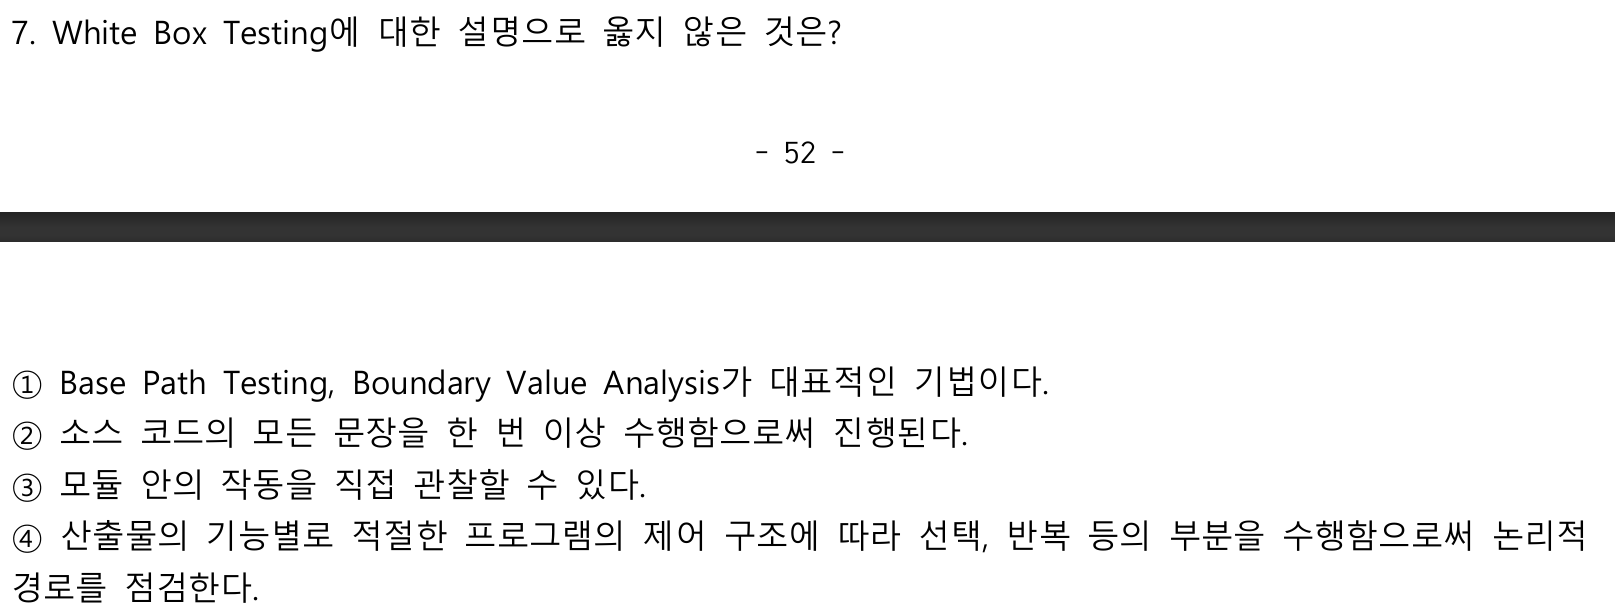 7. White Box Testing에 대한 설명으로 옳지 않은 것은?
- 52 -
① Base Path Testing, Boundary Value Analysis가 대표적인 기법이다.
② 소스 코드의 모든 문장을 한 번 이상 수행함으로써 진행된다.
③ 모듈 안의 작동을 직접 관찰할 수 있다.
④ 산출물의 기능별로 적절한 프로그램의 제어 구조에 따라 선택, 반복 등의 부분을 수행함으로써 논리적
경로를 점검한다.